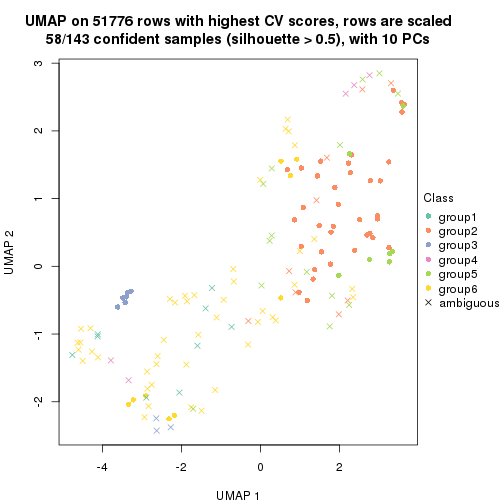 UMAP on 51776 rows with highest CV scores, rows are scaled
58/143 confident samples (silhouette > 0.5), with 10 PCs
3
2
1
0
-1
-2
UMAP 2
-4
-2
0
2
UMAP 1
Class
group1
group2
group3
group4
group5
group6
ambiguous